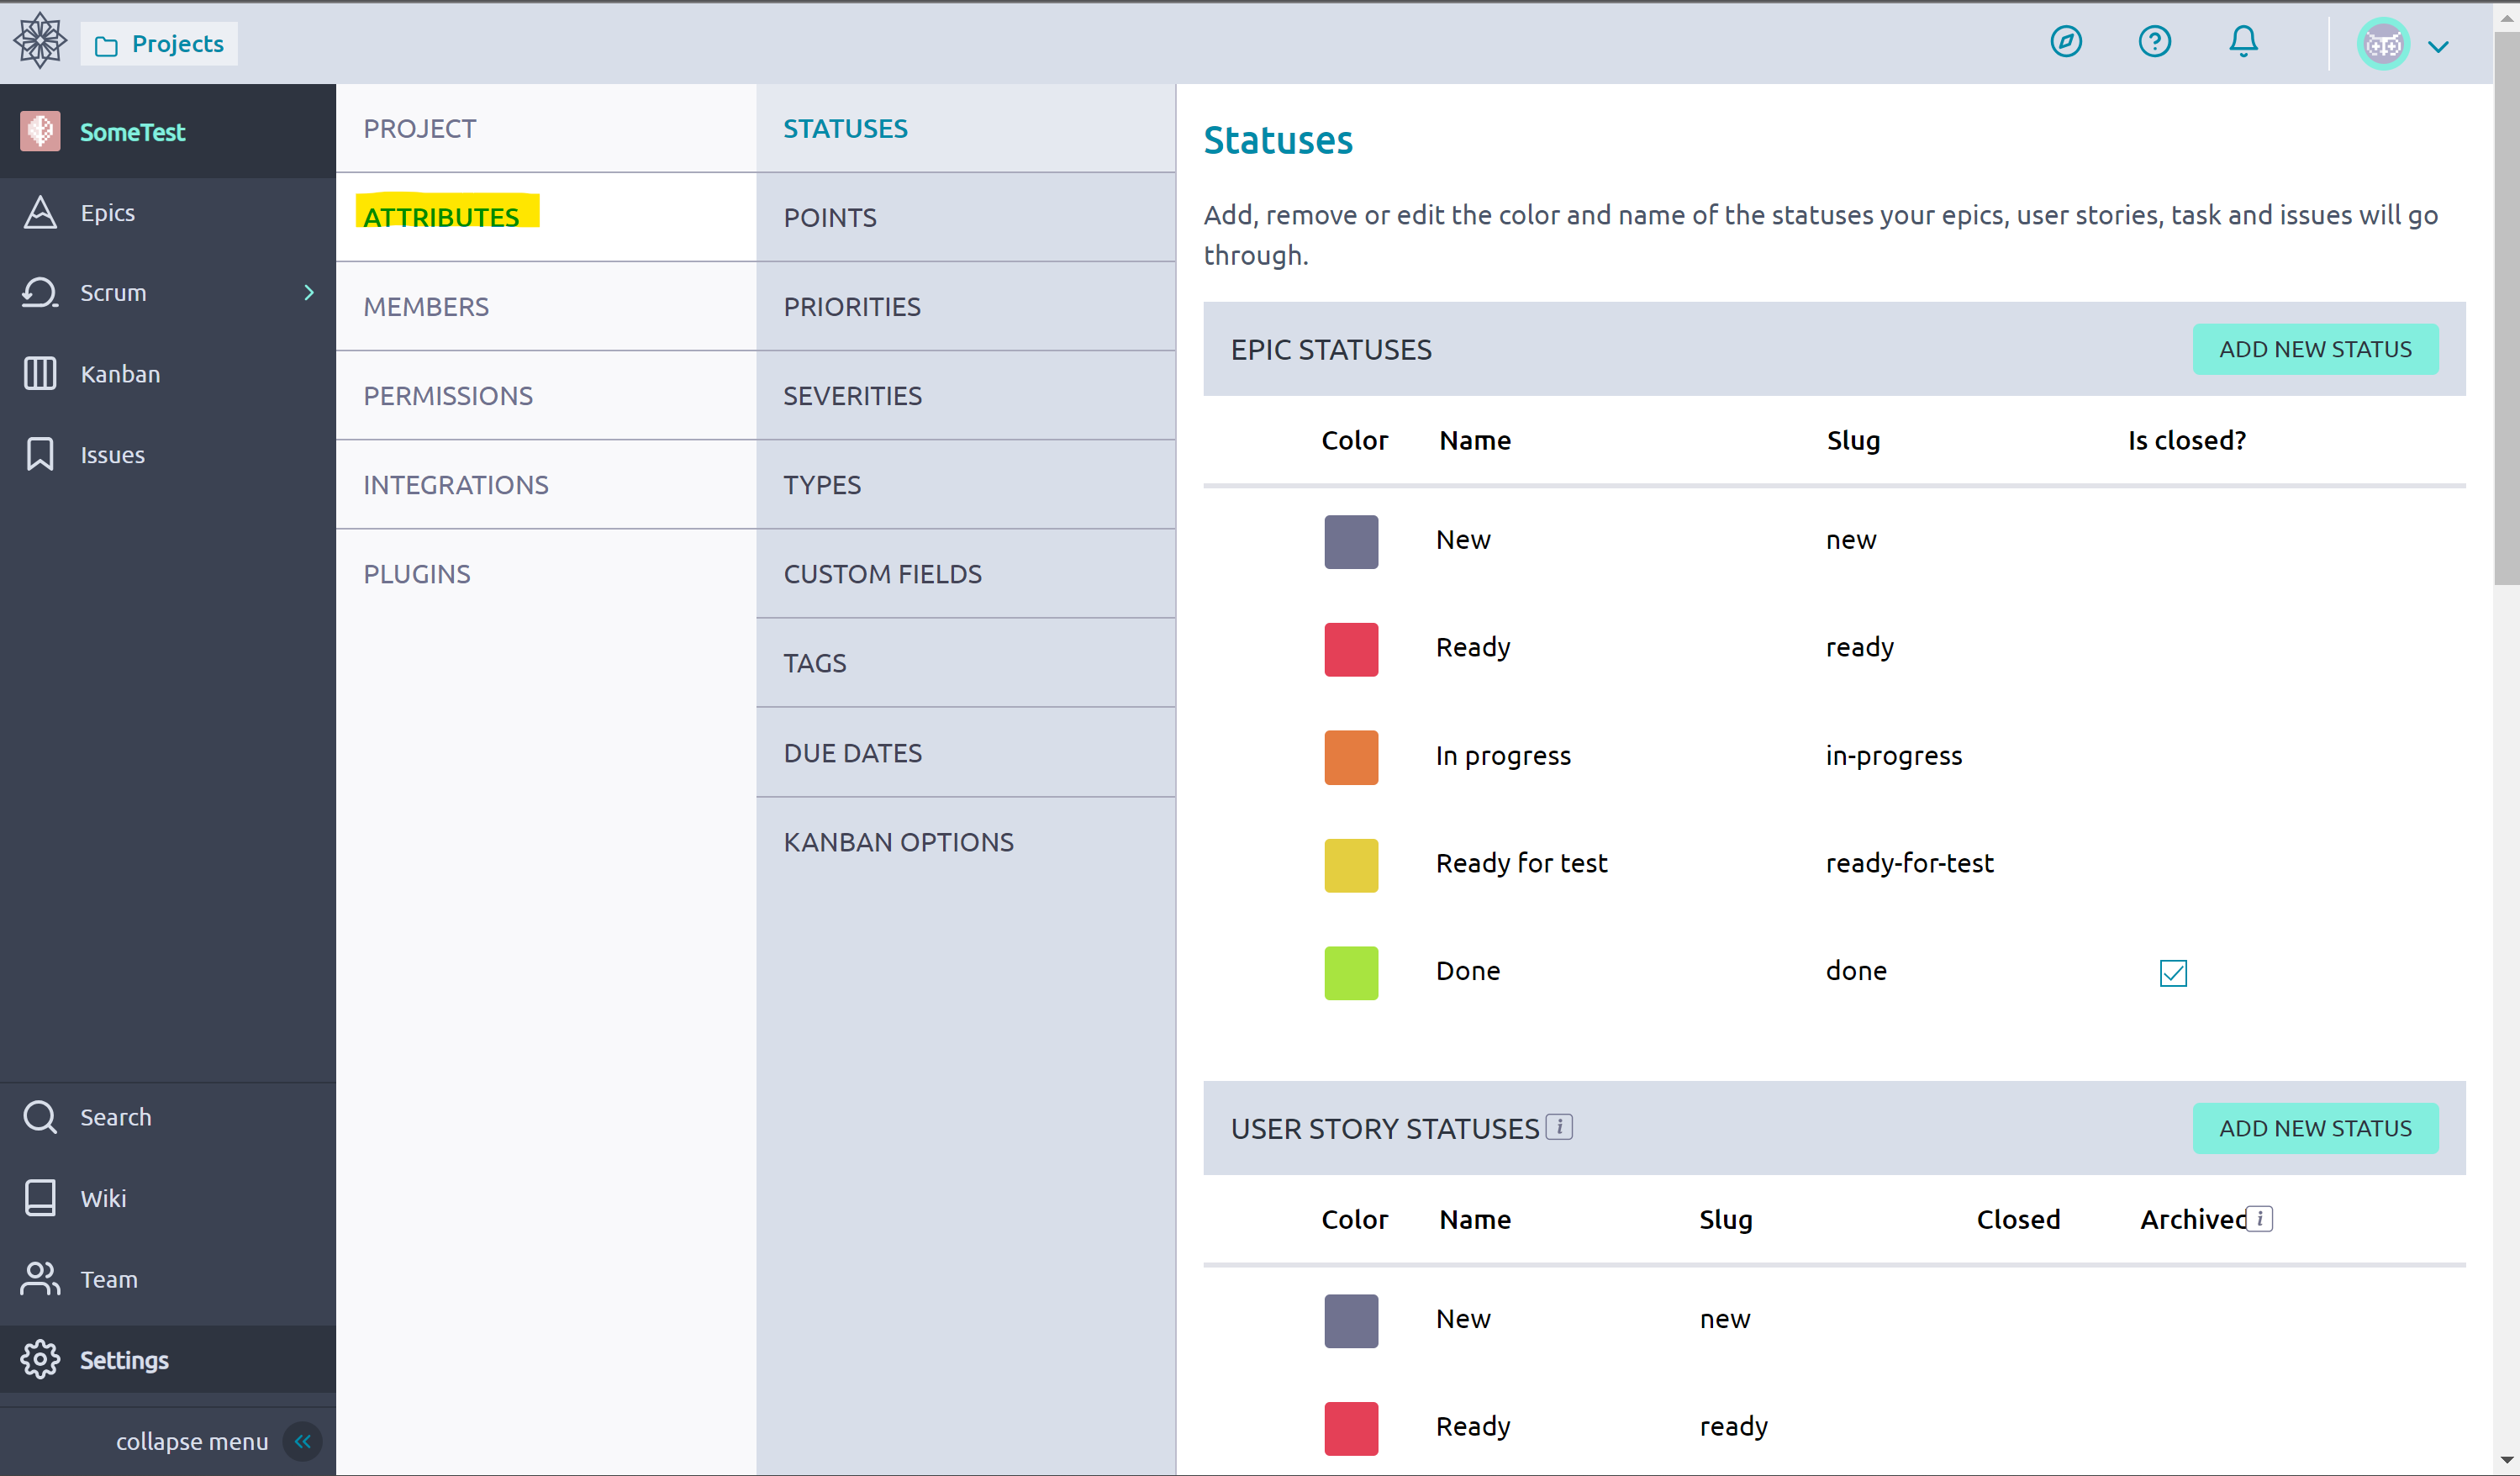 Projects
SomeTest
Epics
Scrum
Kanban
Issues
Search
Wiki
Team
Settings
collapse menu
PROJECT
ATTRIBUTES
MEMBERS
PERMISSIONS
INTEGRATIONS
PLUGINS
STATUSES
POINTS
PRIORITIES
SEVERITIES
TYPES
CUSTOM FIELDS
TAGS
DUE DATES
KANBAN OPTIONS
Statuses
Add, remove or edit the color and name of the statuses your epics, user stories, task and issues will go
through.
EPIC STATUSES ADD NEW STATUS
Color Name Slug Is closed?
New new
Ready ready
In progress in-progress
Ready for test ready-for-test
Done done
USER STORY STATUSES i ADD NEW STATUS
Color Name Slug Closed Archived i
New new
Ready ready